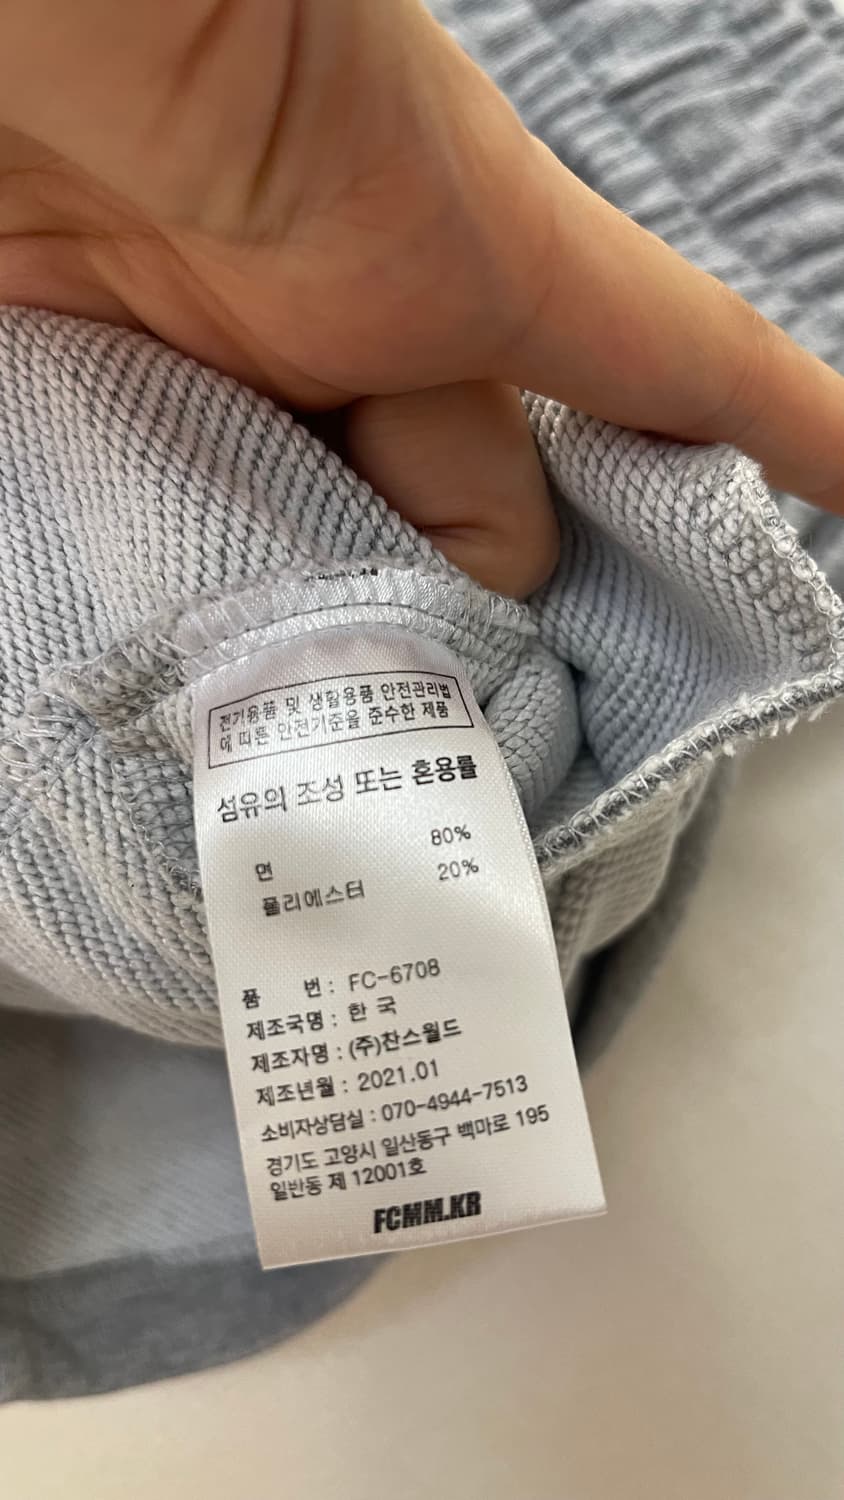 전기용품 및 생활용품 안전관리법
에 따른 안전기준을 준수한 제품
섬유의 조성 또는 혼용률
면 80%
폴리에스터 20%
품 번 : FC-6708
제조국명 : 한 국
제조자명 : (주)찬스월드
제조년월 : 2021.01
소비자상담실 : 070-4944-7513
경기도 고양시 일산동구 백마로 195
일반동 제 12001호
FCMM.KR